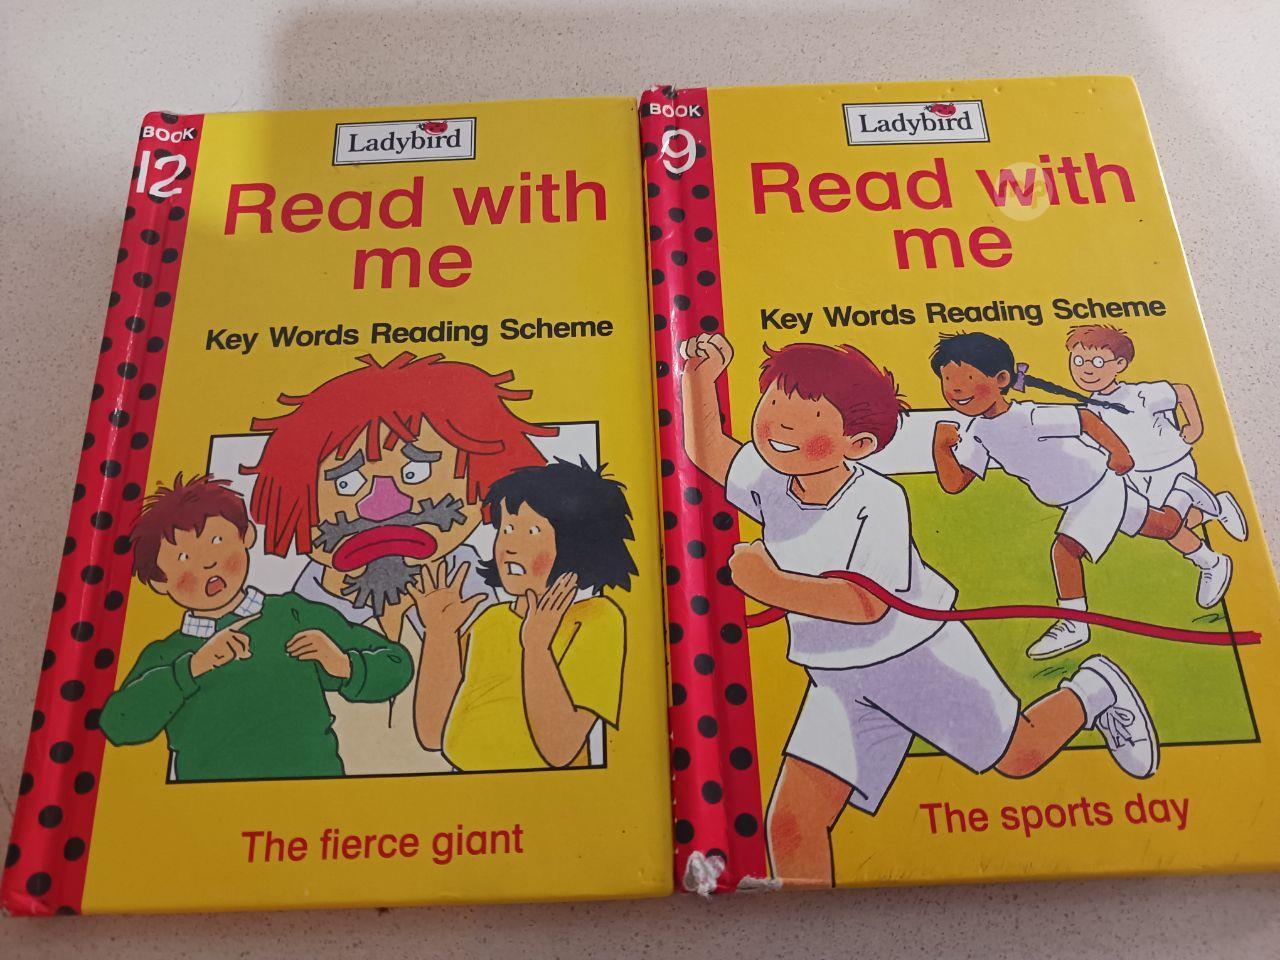 BOOK
12
Ladybird
Read with
me
Key Words Reading Scheme
The fierce giant
BOOK
9
Ladybird
Read with
me
Key Words Reading Scheme
The sports day